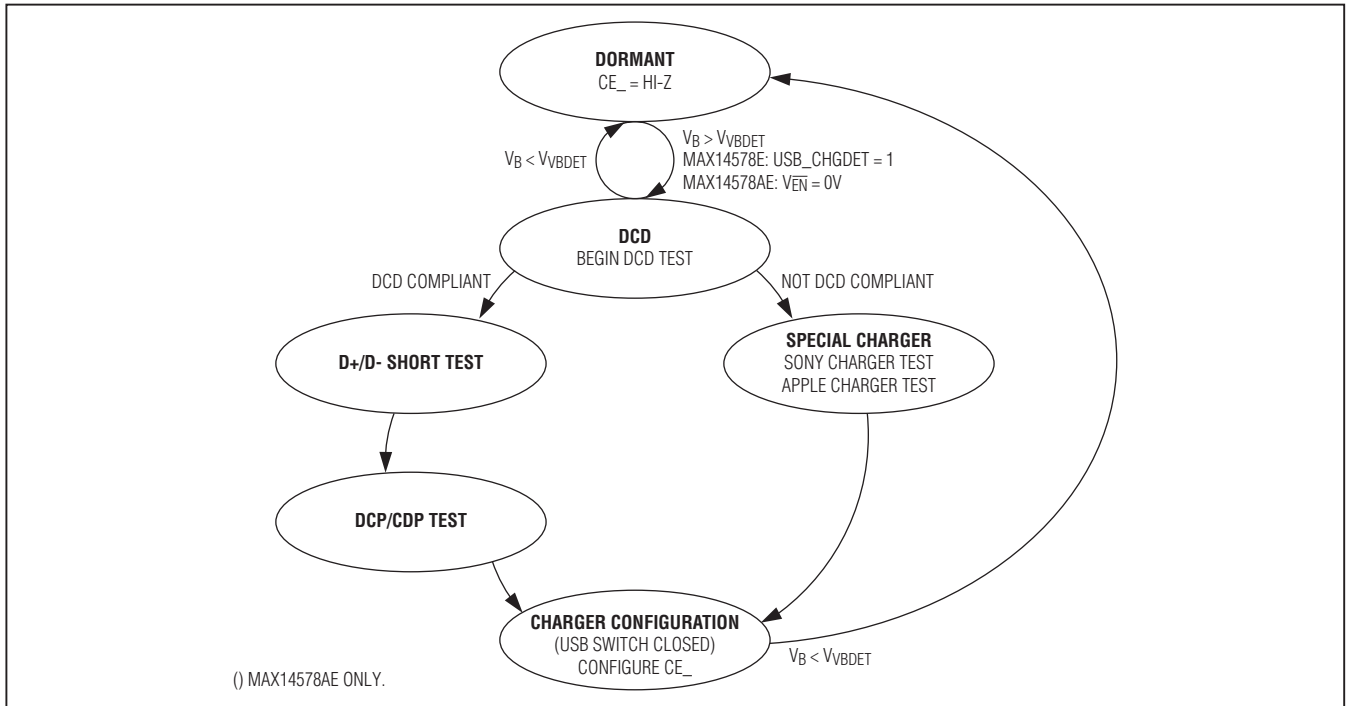 DORMANT
CE_ = HI-Z
VB < VVBDET
VB > VVBDET
MAX14578E: USB_CHGDET = 1
MAX14578AE: VE̅N̅ = 0V
DCD
BEGIN DCD TEST
DCD COMPLIANT
NOT DCD COMPLIANT
D+/D- SHORT TEST
SPECIAL CHARGER
SONY CHARGER TEST
APPLE CHARGER TEST
DCP/CDP TEST
CHARGER CONFIGURATION
(USB SWITCH CLOSED)
CONFIGURE CE_
VB < VVBDET
() MAX14578AE ONLY.